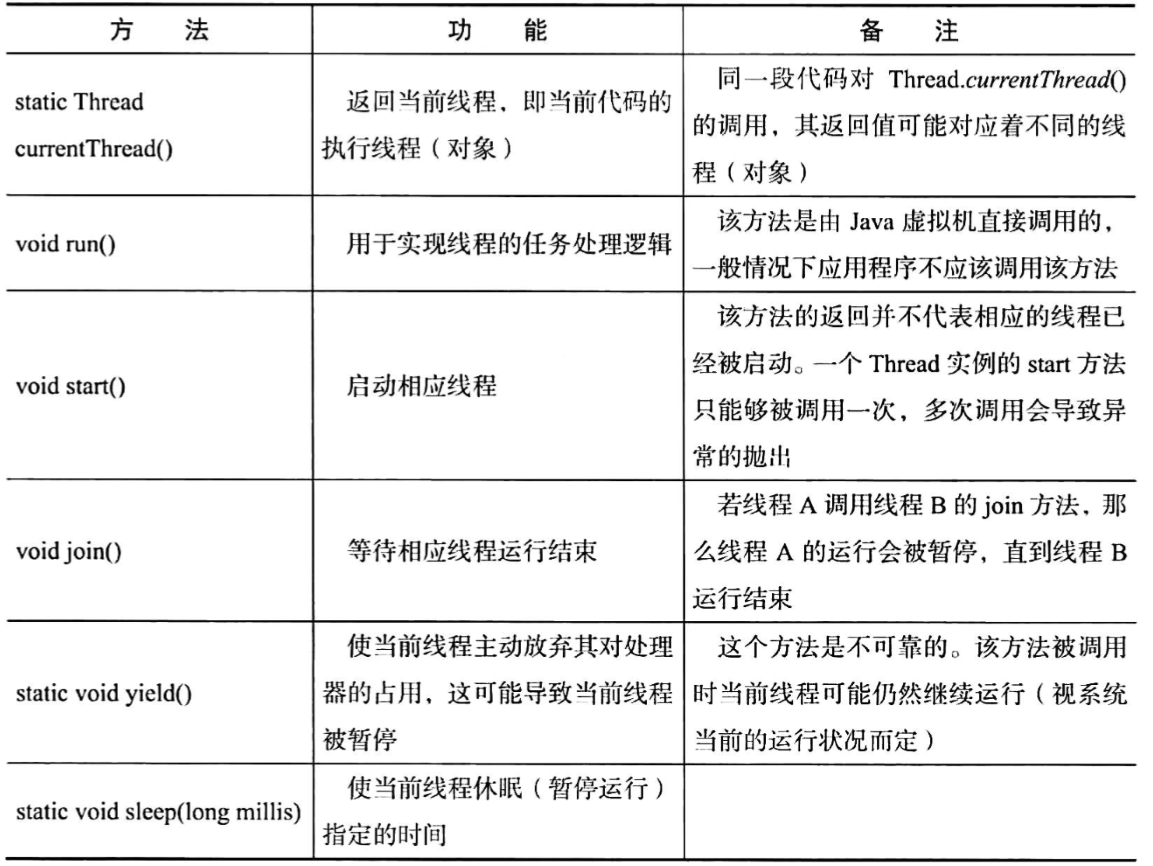 方 法
功 能
备 注
static Thread
currentThread()
返回当前线程，即当前代码的
执行线程（对象）
同一段代码对 Thread.currentThread()
的调用，其返回值可能对应着不同的线
程（对象）
void run()
用于实现线程的任务处理逻辑
该方法是由 Java 虚拟机直接调用的，
一般情况下应用程序不应该调用该方法
void start()
启动相应线程
该方法的返回并不代表相应的线程已
经被启动。一个 Thread 实例的 start 方法
只能够被调用一次，多次调用会导致异
常的抛出
void join()
等待相应线程运行结束
若线程 A 调用线程 B 的 join 方法，那
么线程 A 的运行会被暂停，直到线程 B
运行结束
static void yield()
使当前线程主动放弃其对处理
器的占用，这可能导致当前线程
被暂停
这个方法是不可靠的。该方法被调用
时当前线程可能仍然继续运行（视系统
当前的运行状况而定）
static void sleep(long millis)
使当前线程休眠（暂停运行）
指定的时间